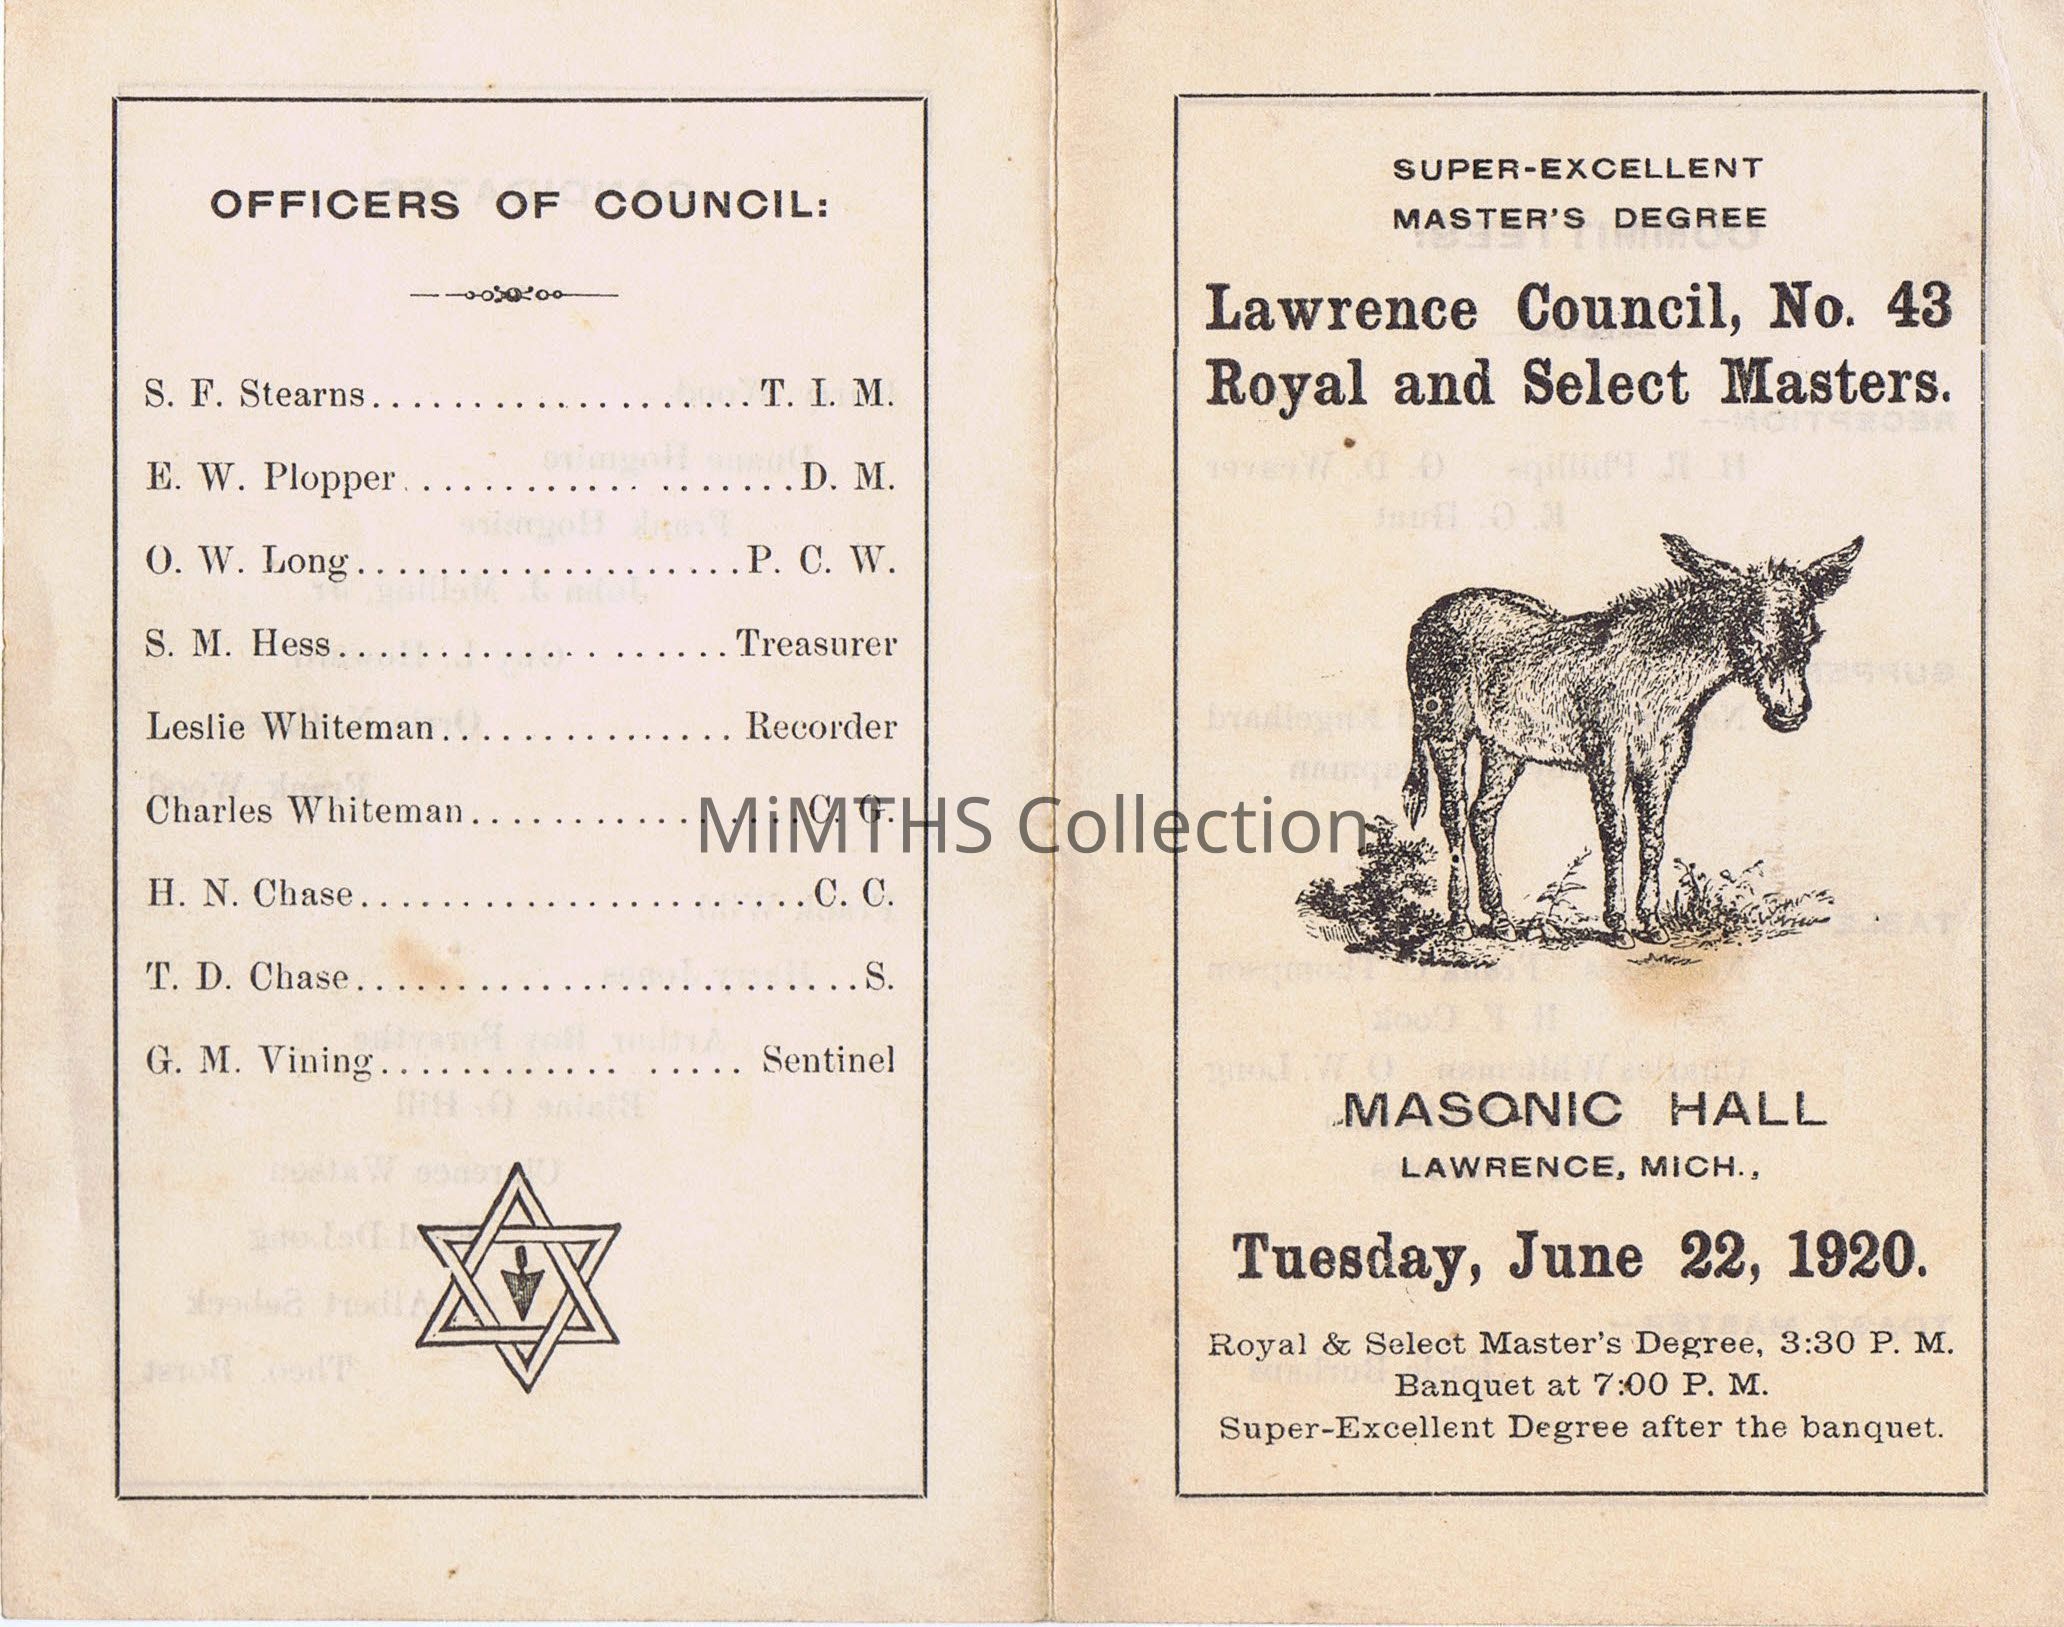 OFFICERS OF COUNCIL:
S. F. Stearns....................T. I. M.
E. W. Plopper....................D. M.
O. W. Long....................P. C. W.
S. M. Hess....................Treasurer
Leslie Whiteman............... Recorder
Charles Whiteman.................C. G.
H. N. Chase.......................C. C.
T. D. Chase..........................S.
G. M. Vining............ ..... Sentinel
SUPER-EXCELLENT
MASTER'S DEGREE
Lawrence Council, No. 43
Royal and Select Masters.
MASONIC HALL
LAWRENCE, MICH.,
Tuesday, June 22, 1920.
Royal & Select Master's Degree, 3:30 P. M.
Banquet at 7:00 P. M.
Super-Excellent Degree after the banquet.
MiMTHS Collection